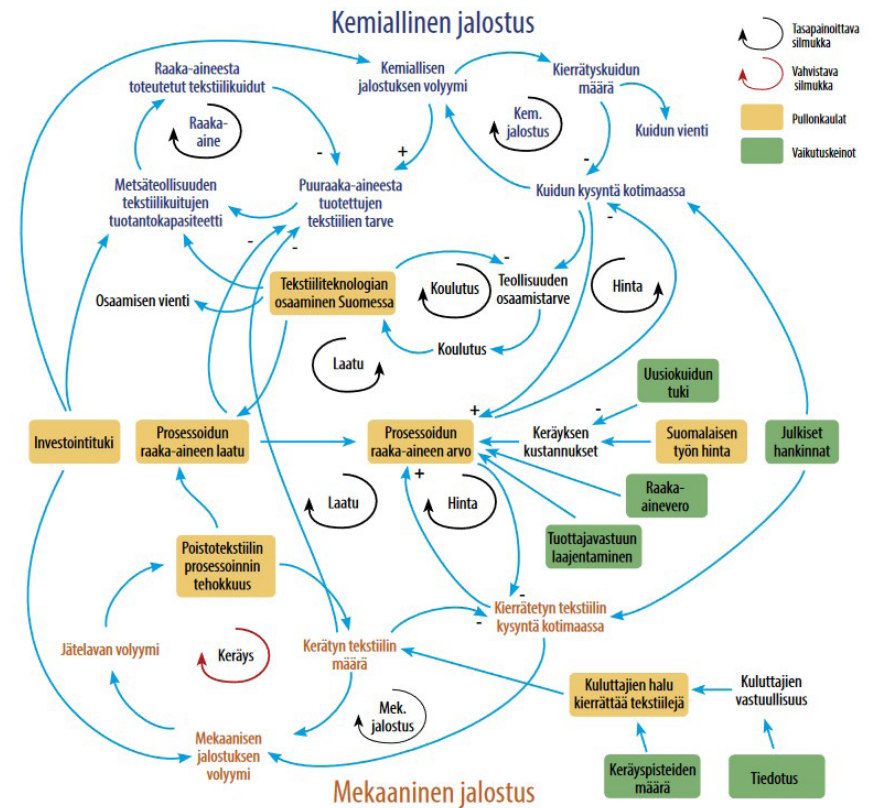 Kemiallinen jalostus
Tasapainoittava
silmukka
Vahvistava
silmukka
Pullonkaulat
Vaikutuskeinot
Raaka-aineesta
toteutetut tekstiilikuidut
Kemiallisen
jalostuksen volyymi
Kierrätyskuidun
määrä
Raaka-
aine
Kem.
jalostus
Kuidun vienti
-
+
-
Metsäteollisuuden
tekstiilikuitujen
tuotantokapasiteetti
Puuraaka-aineesta
tuotettujen
tekstiilien tarve
Kuidun kysyntä kotimaassa
-
-
-
-
Tekstiiliteknologian
osaaminen Suomessa
Koulutus
Teollisuuden
osaamistarve
Hinta
Osaamisen vienti
Koulutus
Laatu
Uusiokuidun
tuki
+
-
Investointituki
Prosessoidun
raaka-aineen laatu
Prosessoidun
raaka-aineen arvo
Keräyksen
kustannukset
Suomalaisen
työn hinta
Julkiset
hankinnat
+
Laatu
Hinta
Raaka-
ainevero
Tuottajavastuun
laajentaminen
Poistotekstiilin
prosessoinnin
tehokkuus
-
-
Kierrätetyn tekstiilin
kysyntä kotimaassa
Jätelavan volyymi
Keräys
Kerätyn tekstiilin
määrä
Kuluttajien halu
kierrättää tekstiilejä
Kuluttajien
vastuullisuus
Mek.
jalostus
Mekaanisen
jalostuksen
volyymi
Keräyspisteiden
määrä
Tiedotus
Mekaaninen jalostus